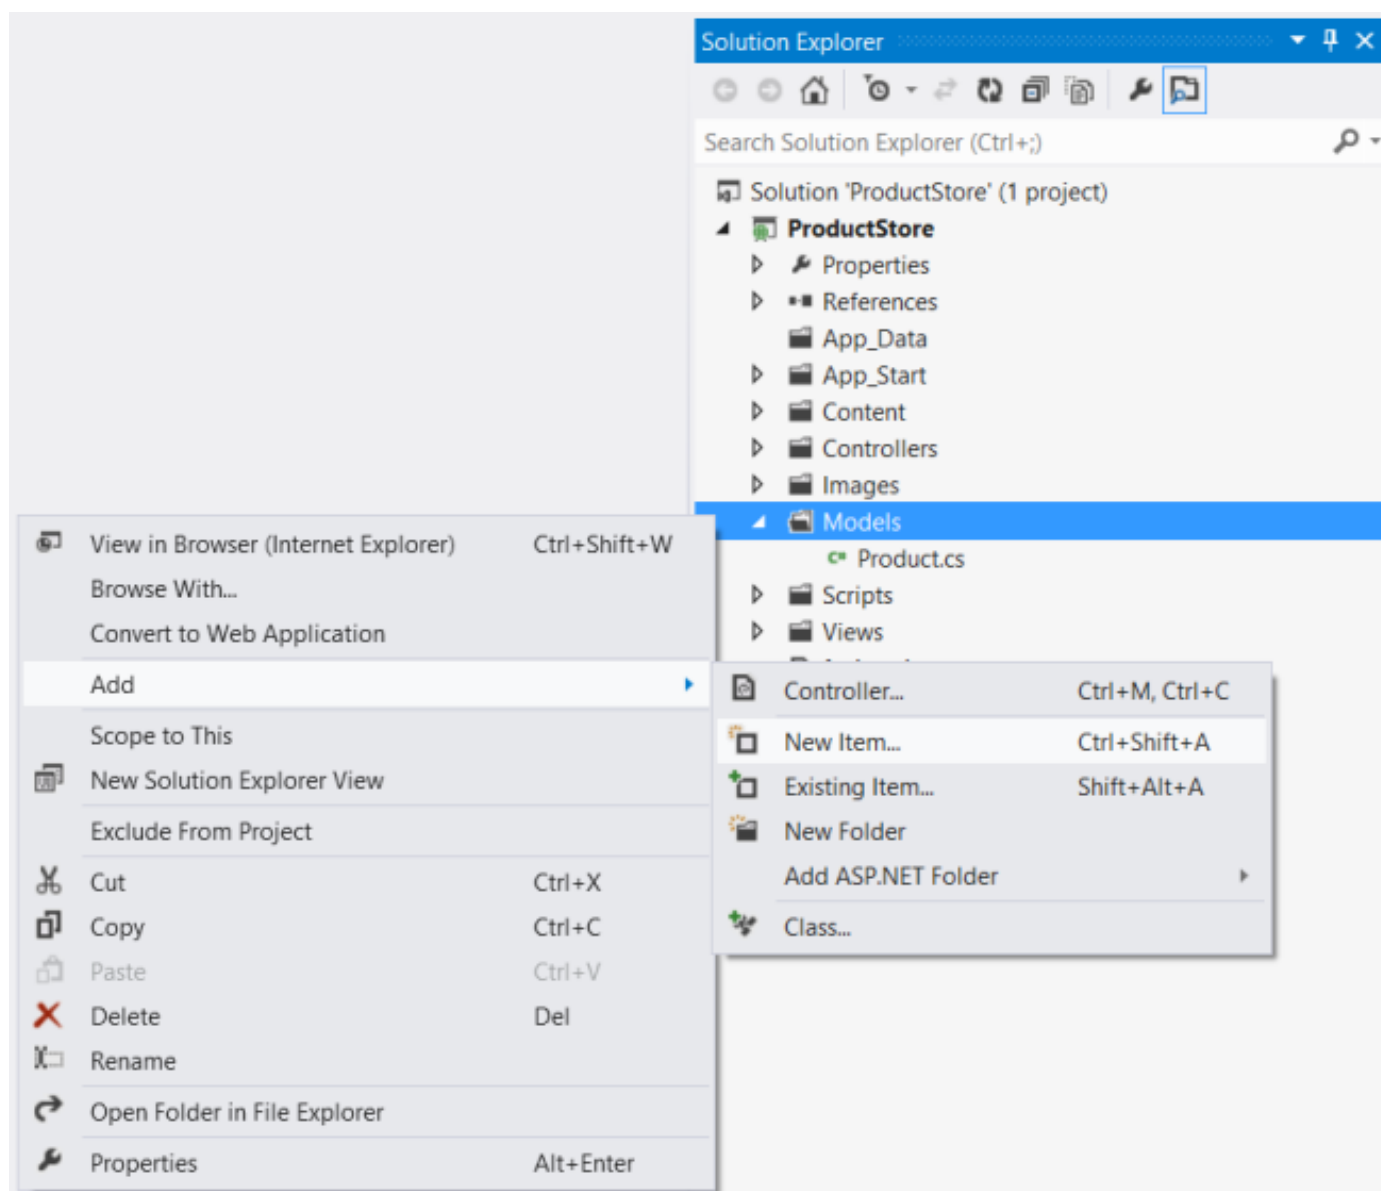 Solution Explorer
Search Solution Explorer (Ctrl+;)
Solution 'ProductStore' (1 project)
ProductStore
Properties
References
App_Data
App_Start
Content
Controllers
Images
Models
Product.cs
Scripts
Views
View in Browser (Internet Explorer) Ctrl+Shift+W
Browse With...
Convert to Web Application
Add
Scope to This
New Solution Explorer View
Exclude From Project
Cut Ctrl+X
Copy Ctrl+C
Paste Ctrl+V
Delete Del
Rename
Open Folder in File Explorer
Properties Alt+Enter
Controller... Ctrl+M, Ctrl+C
New Item... Ctrl+Shift+A
Existing Item... Shift+Alt+A
New Folder
Add ASP.NET Folder
Class...